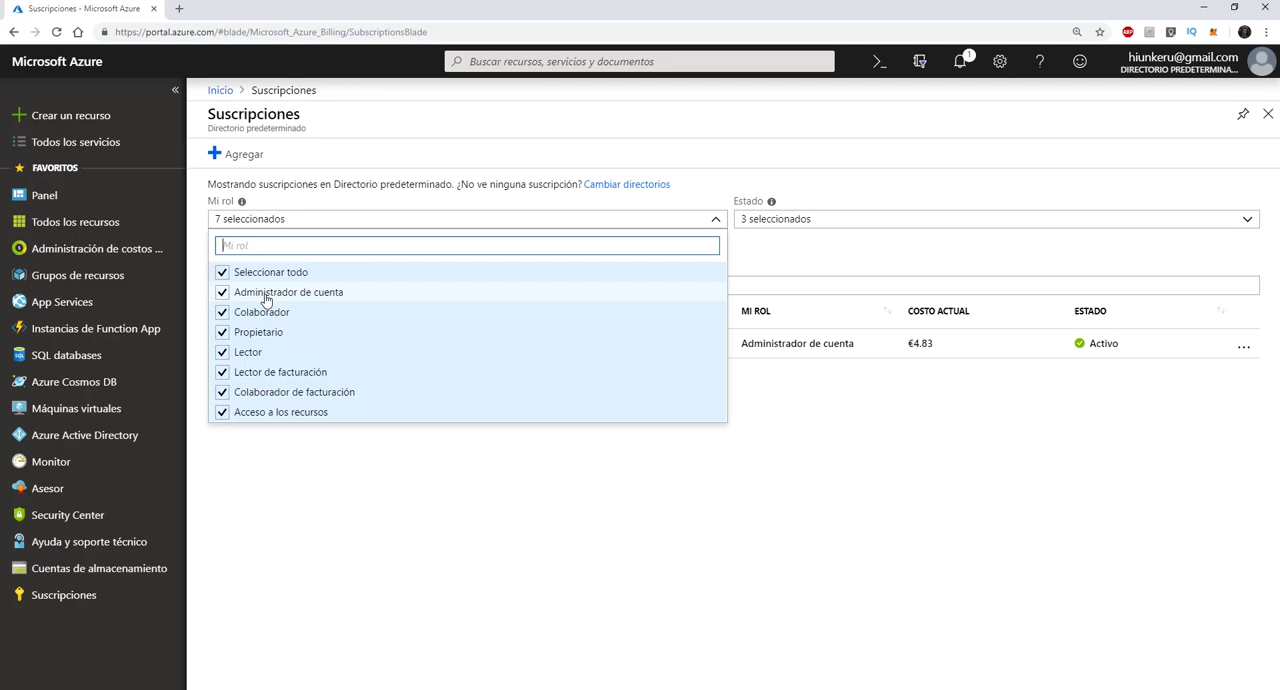 Suscripciones - Microsoft Azure
https://portal.azure.com/#blade/Microsoft_Azure_Billing/SubscriptionsBlade
ABP
IQ
Microsoft Azure
Buscar recursos, servicios y documentos
1
hiunkeru@gmail.com
DIRECTORIO PREDETERMINA...
Crear un recurso
Todos los servicios
FAVORITOS
Panel
Todos los recursos
Administración de costos ...
Grupos de recursos
App Services
Instancias de Function App
SQL databases
Azure Cosmos DB
Máquinas virtuales
Azure Active Directory
Monitor
Asesor
Security Center
Ayuda y soporte técnico
Cuentas de almacenamiento
Suscripciones
Inicio > Suscripciones
Suscripciones
Directorio predeterminado
Agregar
Mostrando suscripciones en Directorio predeterminado. ¿No ve ninguna suscripción? Cambiar directorios
Mi rol
7 seleccionados
Mi rol
Seleccionar todo
Administrador de cuenta
Colaborador
Propietario
Lector
Lector de facturación
Colaborador de facturación
Acceso a los recursos
Estado
3 seleccionados
MI ROL COSTO ACTUAL ESTADO
Administrador de cuenta €4.83 Activo ...